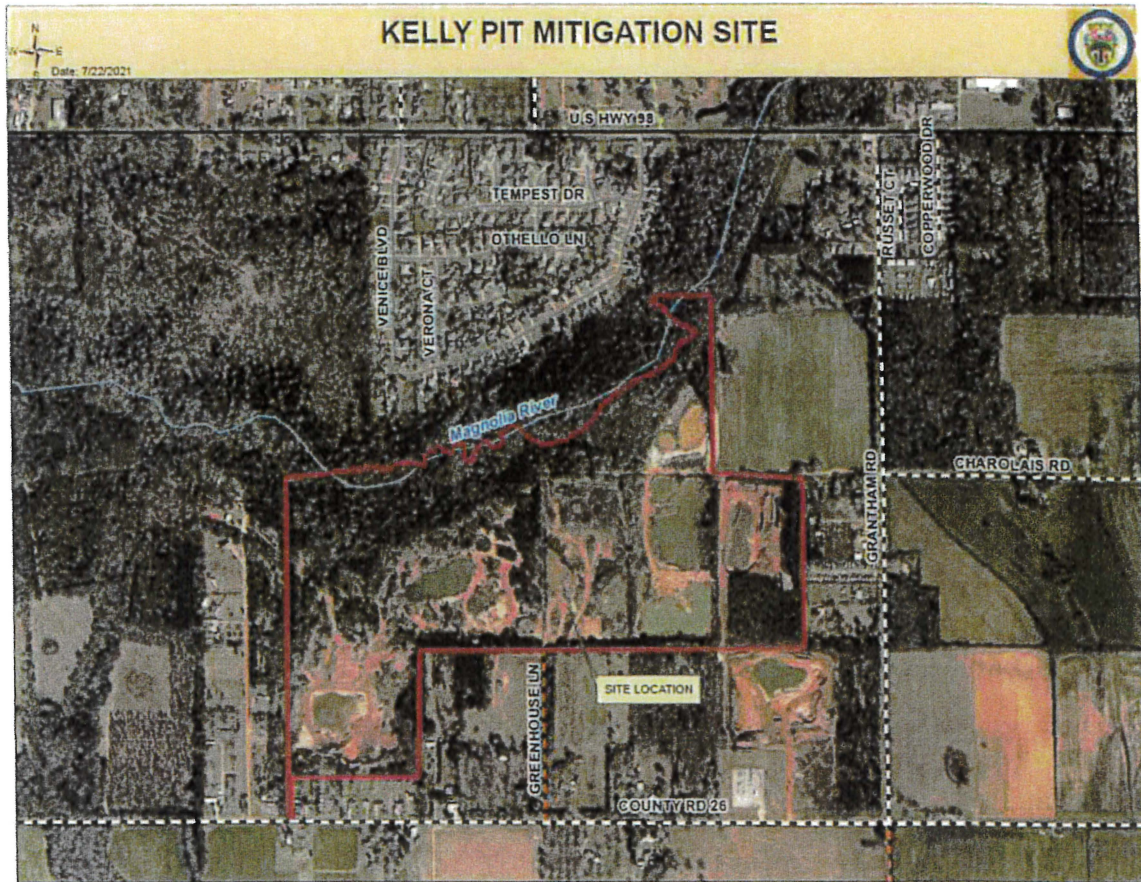 KELLY PIT MITIGATION SITE
N
W
E
S
Date: 7/22/2021
U.S HWY 98
TEMPEST DR
OTHELLO LN
VENICE BLVD
VERONA CT
RUSSET CT
COPPERWOOD DR
Magnolia River
GRANTHAM RD
CHAROLAIS RD
SITE LOCATION
GREENHOUSE LN
COUNTY RD 26